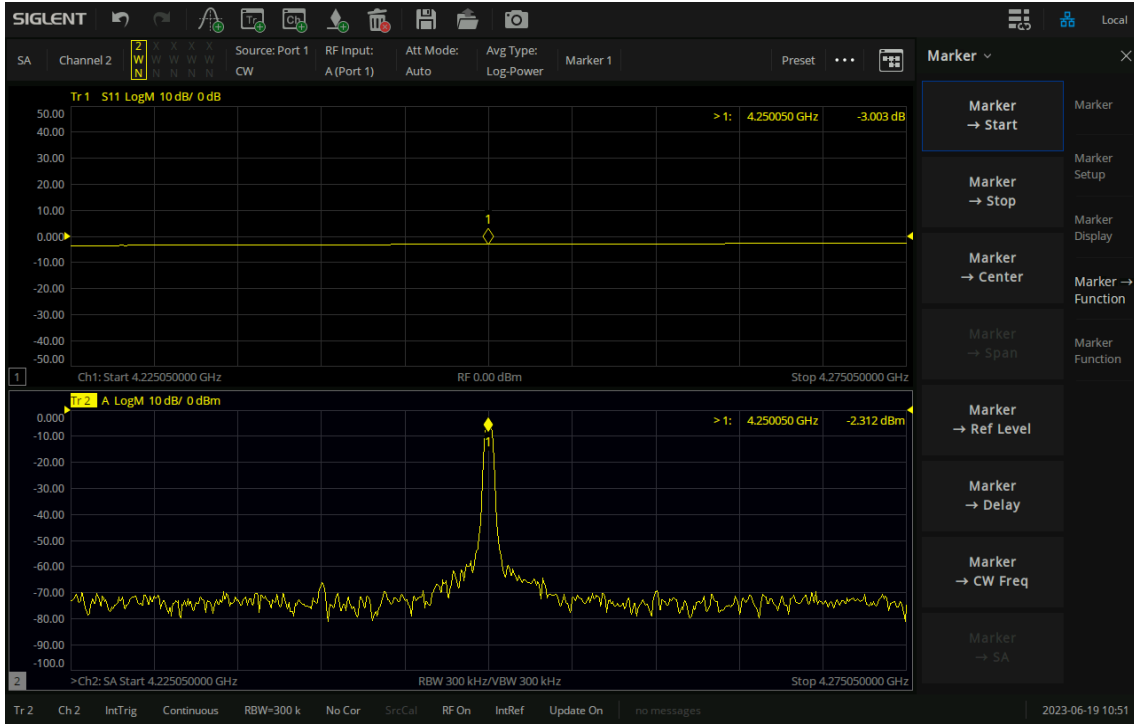 SIGLENT
Tr
Ch
Local
SA
Channel 2
2 X X X X
W W W W W
N N N N N
Source: Port 1
CW
RF Input:
A (Port 1)
Att Mode:
Auto
Avg Type:
Log-Power
Marker 1
Preset
Tr 1 S11 LogM 10 dB/ 0 dB
> 1: 4.250050 GHz -3.003 dB
50.00
40.00
30.00
20.00
10.00
0.000
-10.00
-20.00
-30.00
-40.00
-50.00
1
1 Ch1: Start 4.225050000 GHz RF 0.00 dBm Stop 4.275050000 GHz
Tr 2 A LogM 10 dB/ 0 dBm
> 1: 4.250050 GHz -2.312 dBm
0.000
-10.00
-20.00
-30.00
-40.00
-50.00
-60.00
-70.00
-80.00
-90.00
-100.0
1
2 >Ch2: SA Start 4.225050000 GHz RBW 300 kHz/VBW 300 kHz Stop 4.275050000 GHz
Marker
Marker
→ Start
Marker
→ Stop
Marker
→ Center
Marker
→ Span
Marker
→ Ref Level
Marker
→ Delay
Marker
→ CW Freq
Marker
→ SA
Marker
Marker
Setup
Marker
Display
Marker →
Function
Marker
Function
Tr 2 Ch 2 IntTrig Continuous RBW=300 k No Cor SrcCal RF On IntRef Update On no messages 2023-06-19 10:51